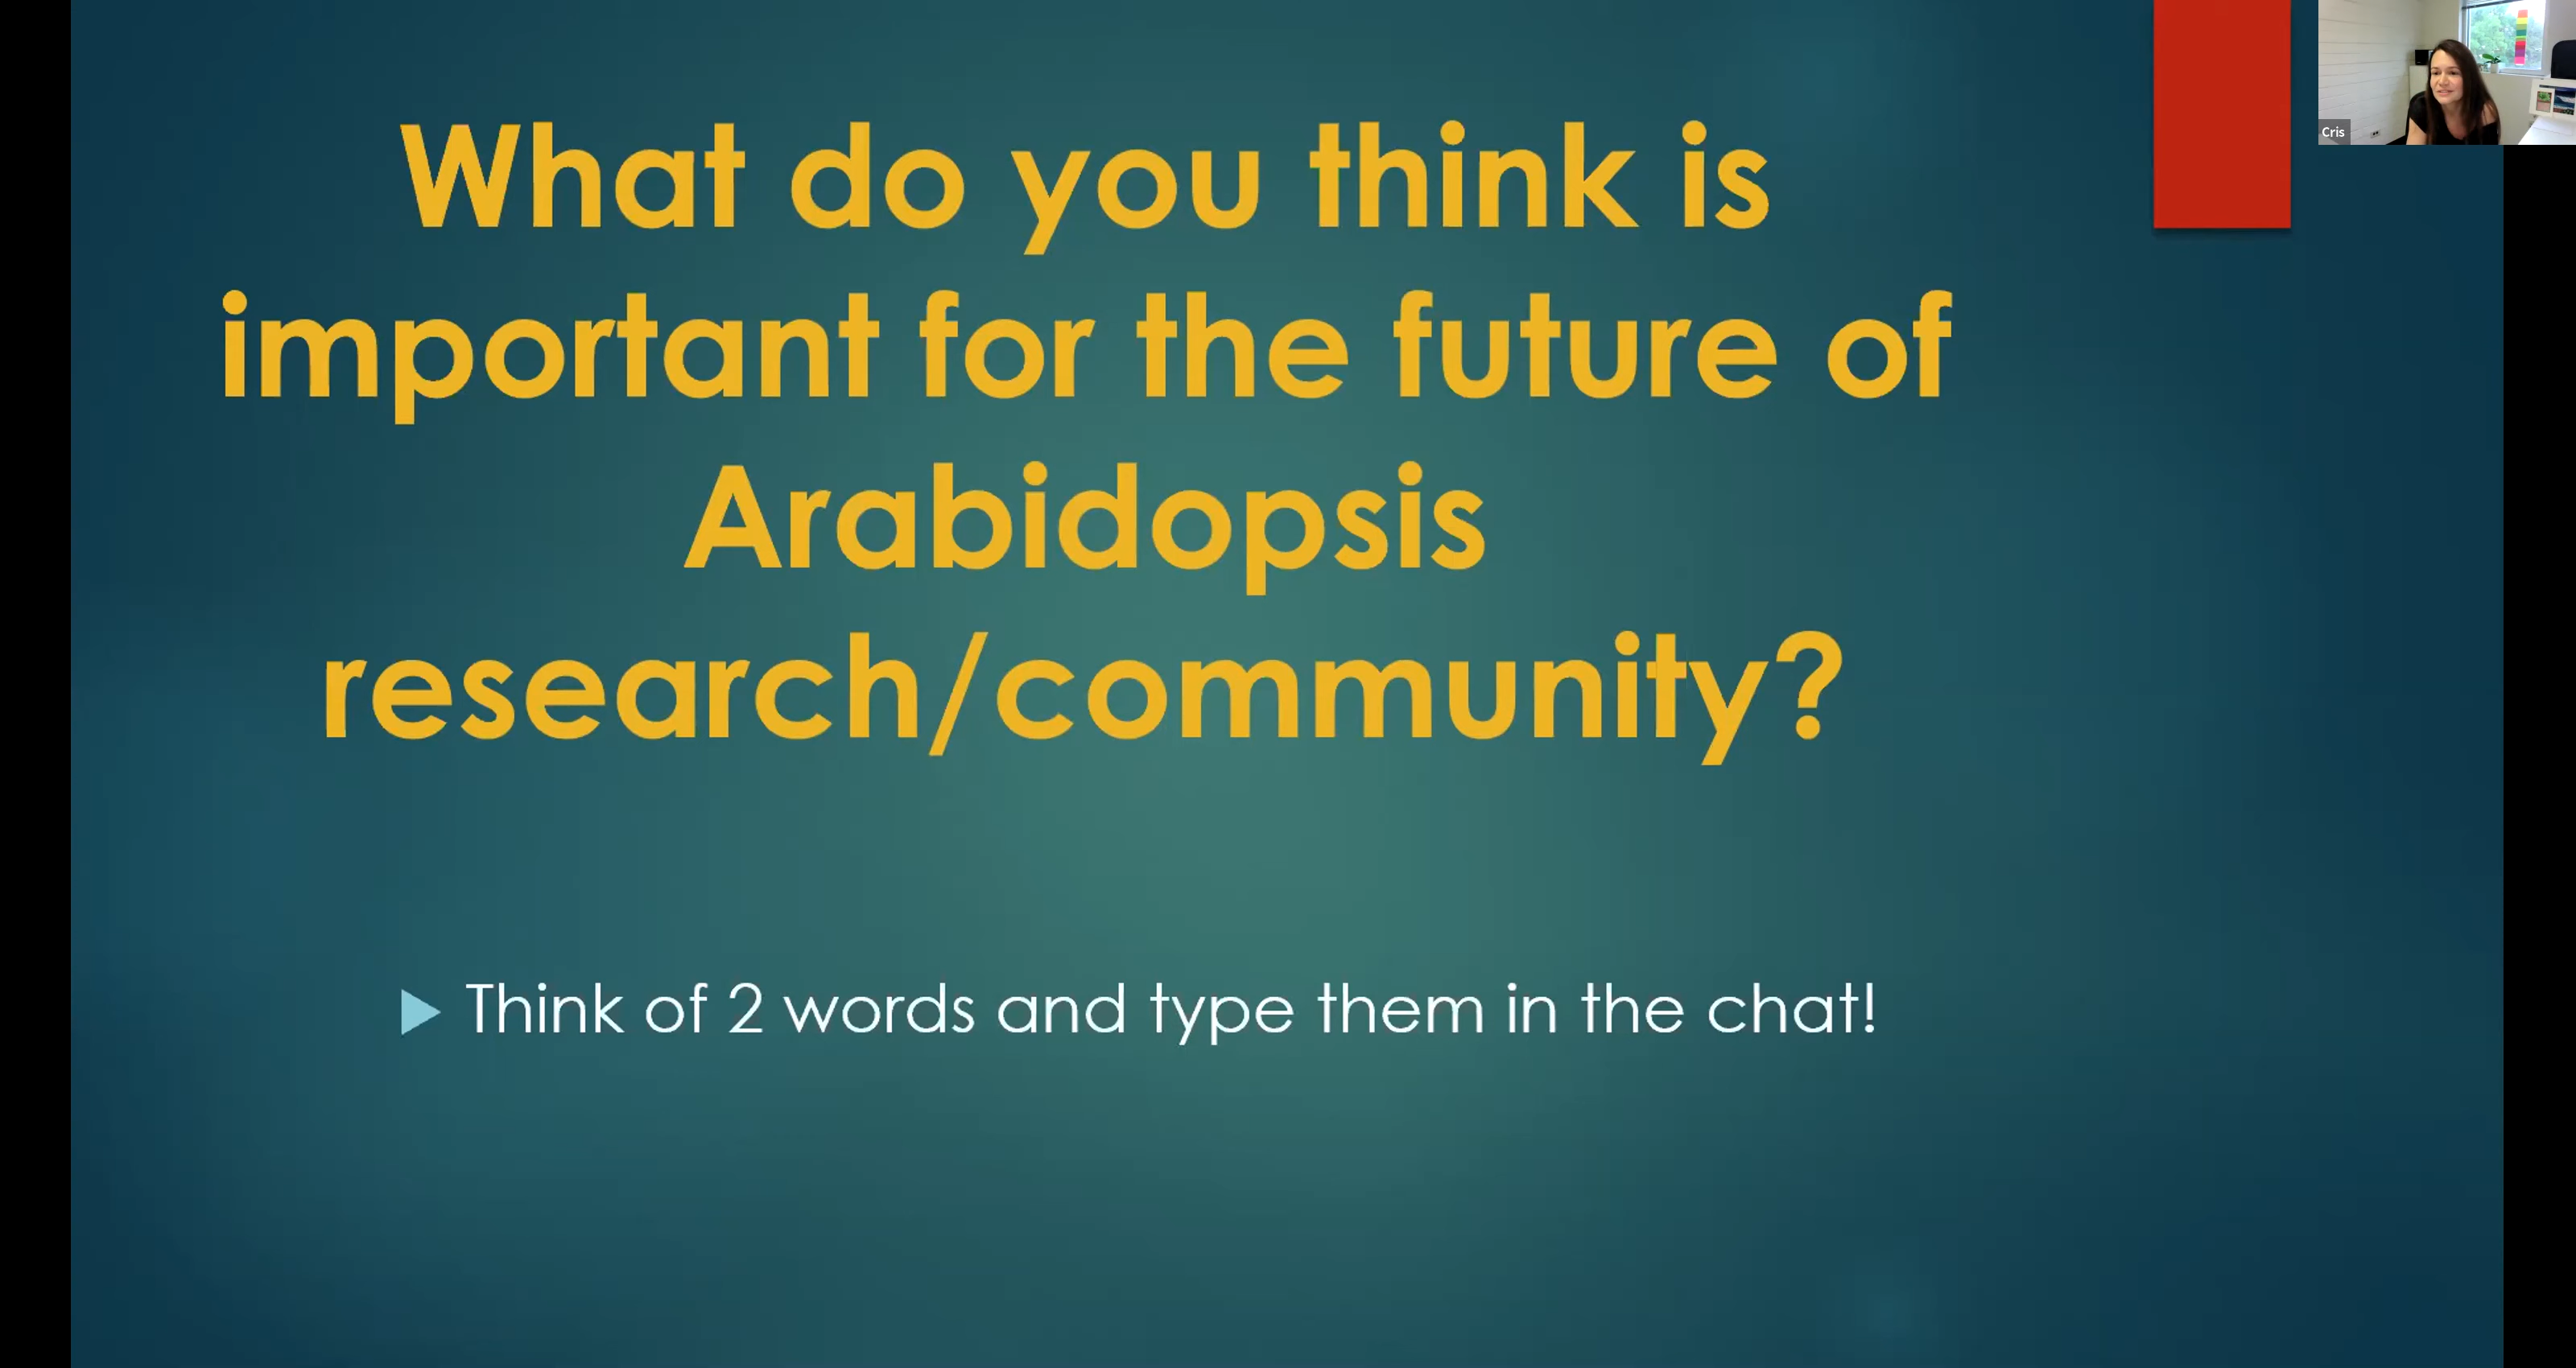 What do you think is
important for the future of
Arabidopsis
research/community?
Think of 2 words and type them in the chat!
Cris